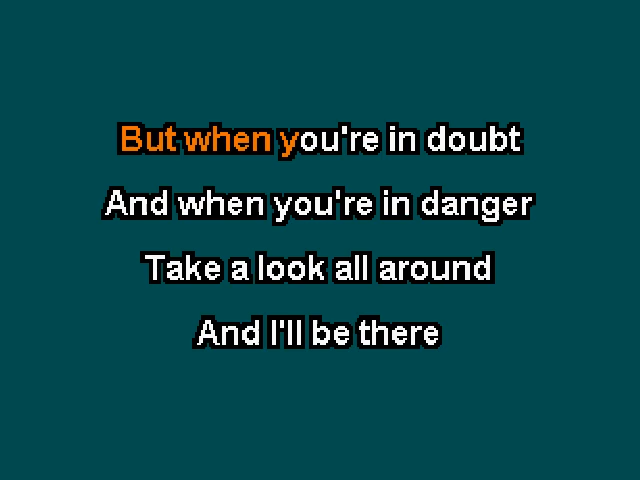 But when you're in doubt
And when you're in danger
Take a look all around
And I'll be there